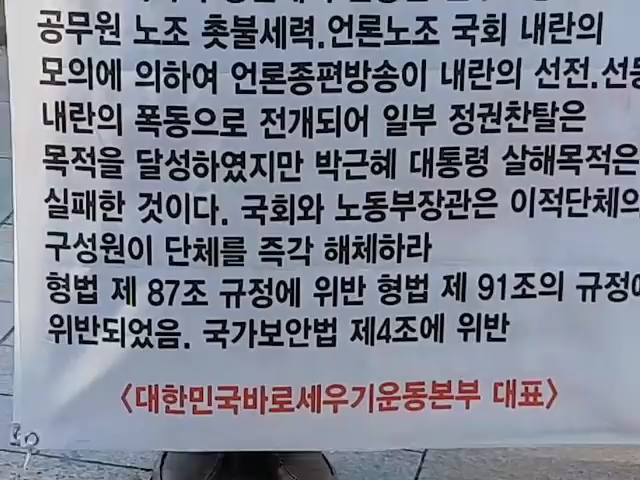 공무원 노조 촛불세력.언론노조 국회 내란의
모의에 의하여 언론종편방송이 내란의 선전.선동
내란의 폭동으로 전개되어 일부 정권찬탈은
목적을 달성하였지만 박근혜 대통령 살해목적은
실패한 것이다. 국회와 노동부장관은 이적단체의
구성원이 단체를 즉각 해체하라
형법 제 87조 규정에 위반 형법 제 91조의 규정에
위반되었음. 국가보안법 제4조에 위반
<대한민국바로세우기운동본부 대표>